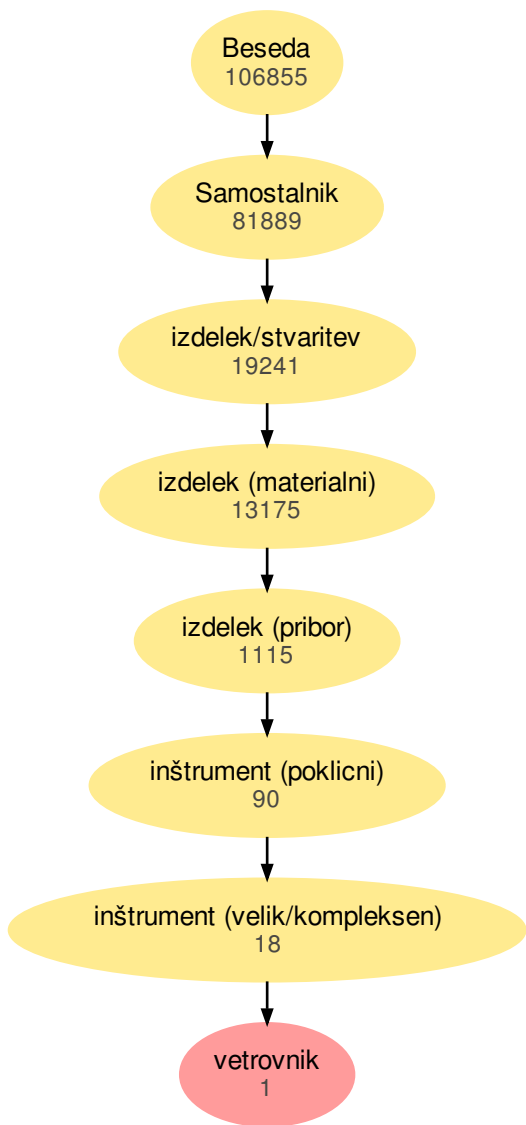 Beseda
106855
Samostalnik
81889
izdelek/stvaritev
19241
izdelek (materialni)
13175
izdelek (pribor)
1115
inštrument (poklicni)
90
inštrument (velik/kompleksen)
18
vetrovnik
1